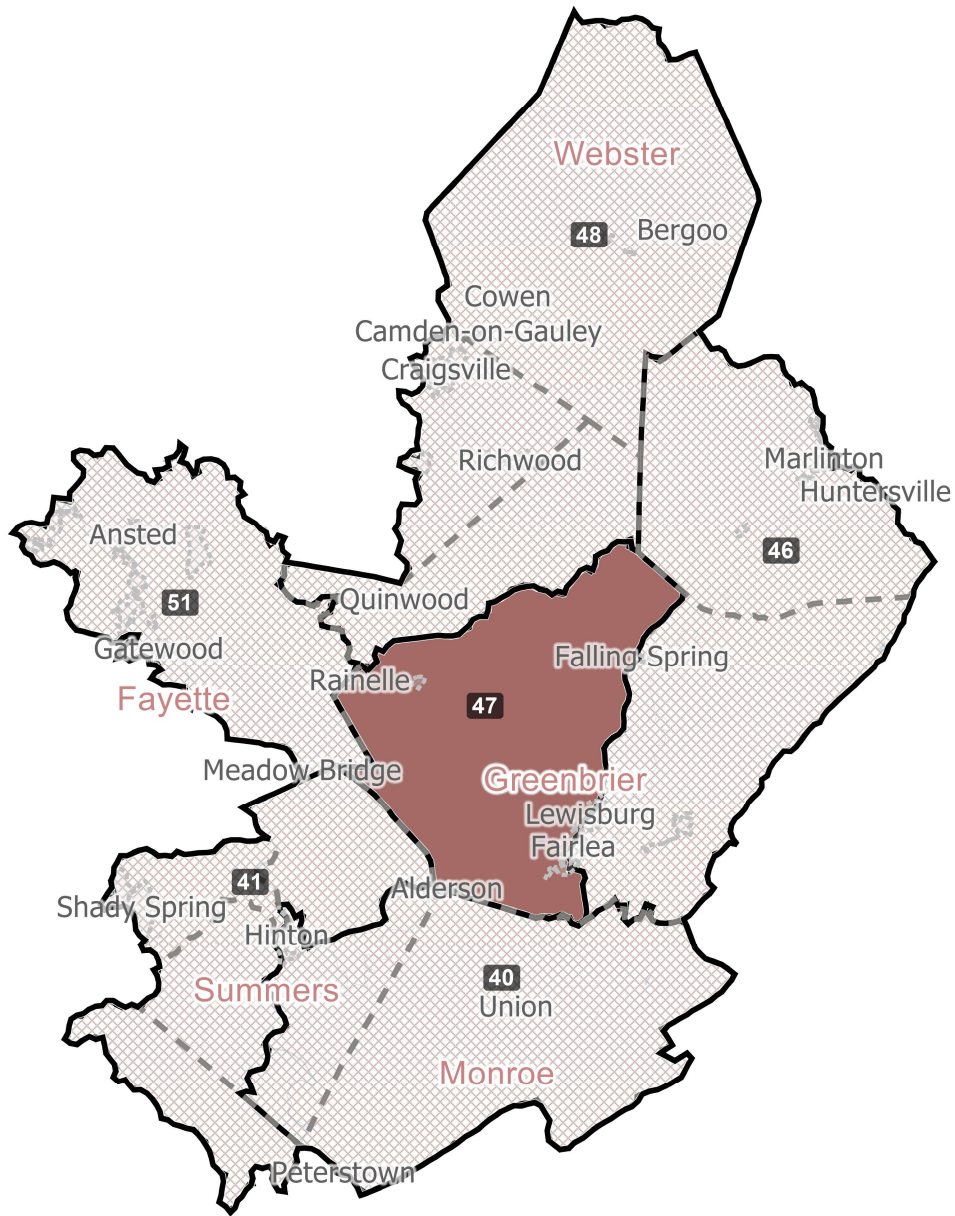 Webster
48
Bergoo
Cowen
Camden-on-Gauley
Craigsville
Richwood
Marlinton
Huntersville
Ansted
46
51
Quinwood
Gatewood
Falling Spring
Rainelle
Fayette
47
Meadow Bridge
Greenbrier
Lewisburg
Fairlea
41
Alderson
Shady Spring
Hinton
40
Summers
Union
Monroe
Peterstown